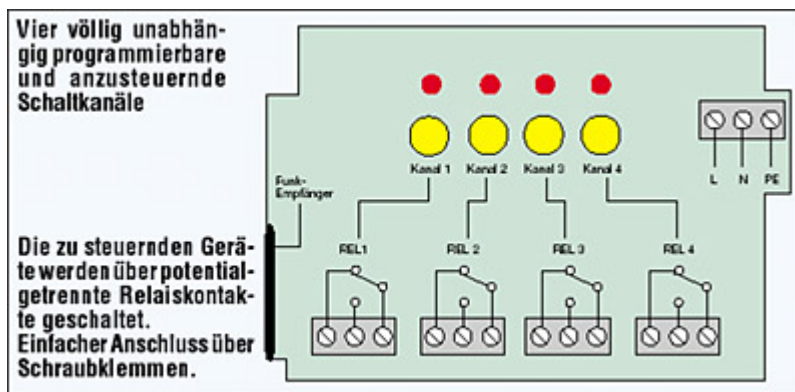 Vier völlig unabhän-
gig programmierbare
und anzusteuernde
Schaltkanäle
Kanal 1 Kanal 2 Kanal 3 Kanal 4
L N PE
Funk-
Empfänger
Die zu steuernden Gerä-
te werden über potential-
getrennte Relaiskontak-
te geschaltet.
Einfacher Anschluss über
Schraubklemmen.
REL1 REL 2 REL 3 REL 4